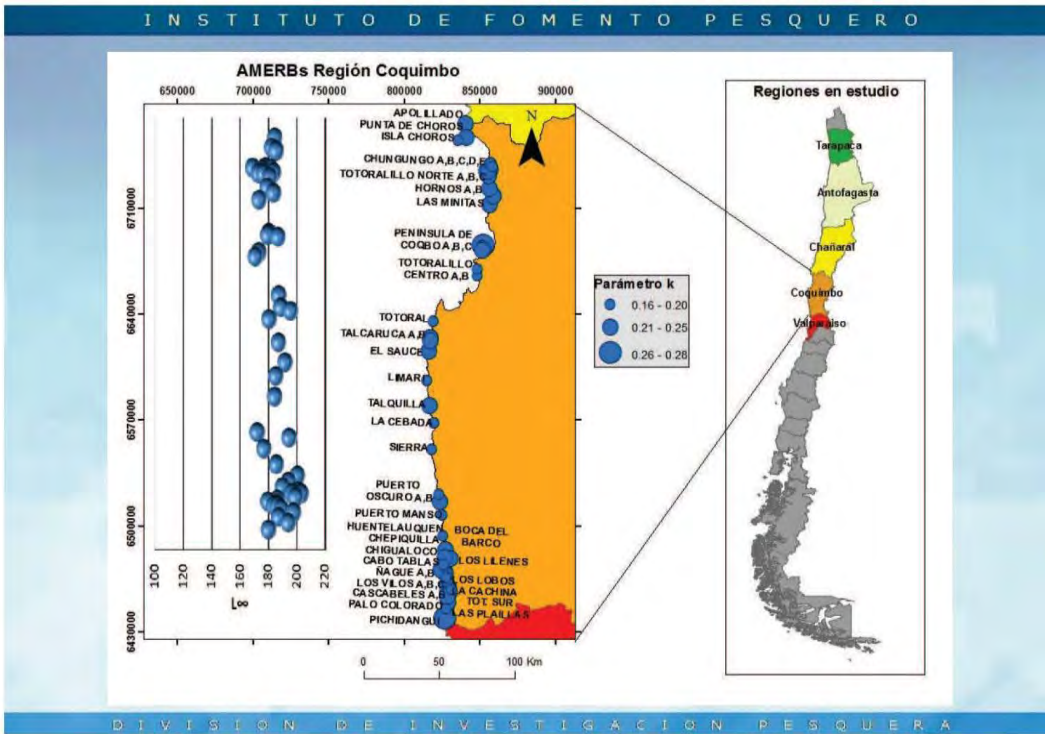 INSTITUTO DE FOMENTO PESQUERO
AMERBs Región Coquimbo
650000 700000 750000 800000 850000 900000
6710000
6640000
6570000
6500000
6430000
APOLILLADO
PUNTA DE CHOROS
ISLA CHOROS
CHUNGUNGO A,B,C,D,E
TOTORALILLO NORTE A,B,C
HORNOS A,B
LAS MINITAS
PENINSULA DE
COQBO A,B,C
TOTORALILLO
CENTRO A,B
TOTORAL
TALCARUCA A,B
EL SAUCE
LIMARI
TALQUILLA
LA CEBADA
SIERRA
PUERTO
OSCURO A,B
PUERTO MANSO
HUENTELAUQUEN
CHEPIQUILLA
CHIGUALOCO
CABO TABLAS
ÑAGUE A,B
LOS VILOS A,B,C
CASCABELES A,B
PALO COLORADO
PICHIDANGUI
BOCA DEL
BARCO
LOS LILENES
LOS LOBOS
LA CACHINA
TOT. SUR
LAS PLAILLAS
N
100 120 140 160 180 200 220
L∞
0 50 100 Km
Parámetro k
0.16 - 0.20
0.21 - 0.25
0.26 - 0.28
Regiones en estudio
Tarapaca
Antofagasta
Chañaral
Coquimbo
Valparaiso
DIVISION DE INVESTIGACION PESQUERA